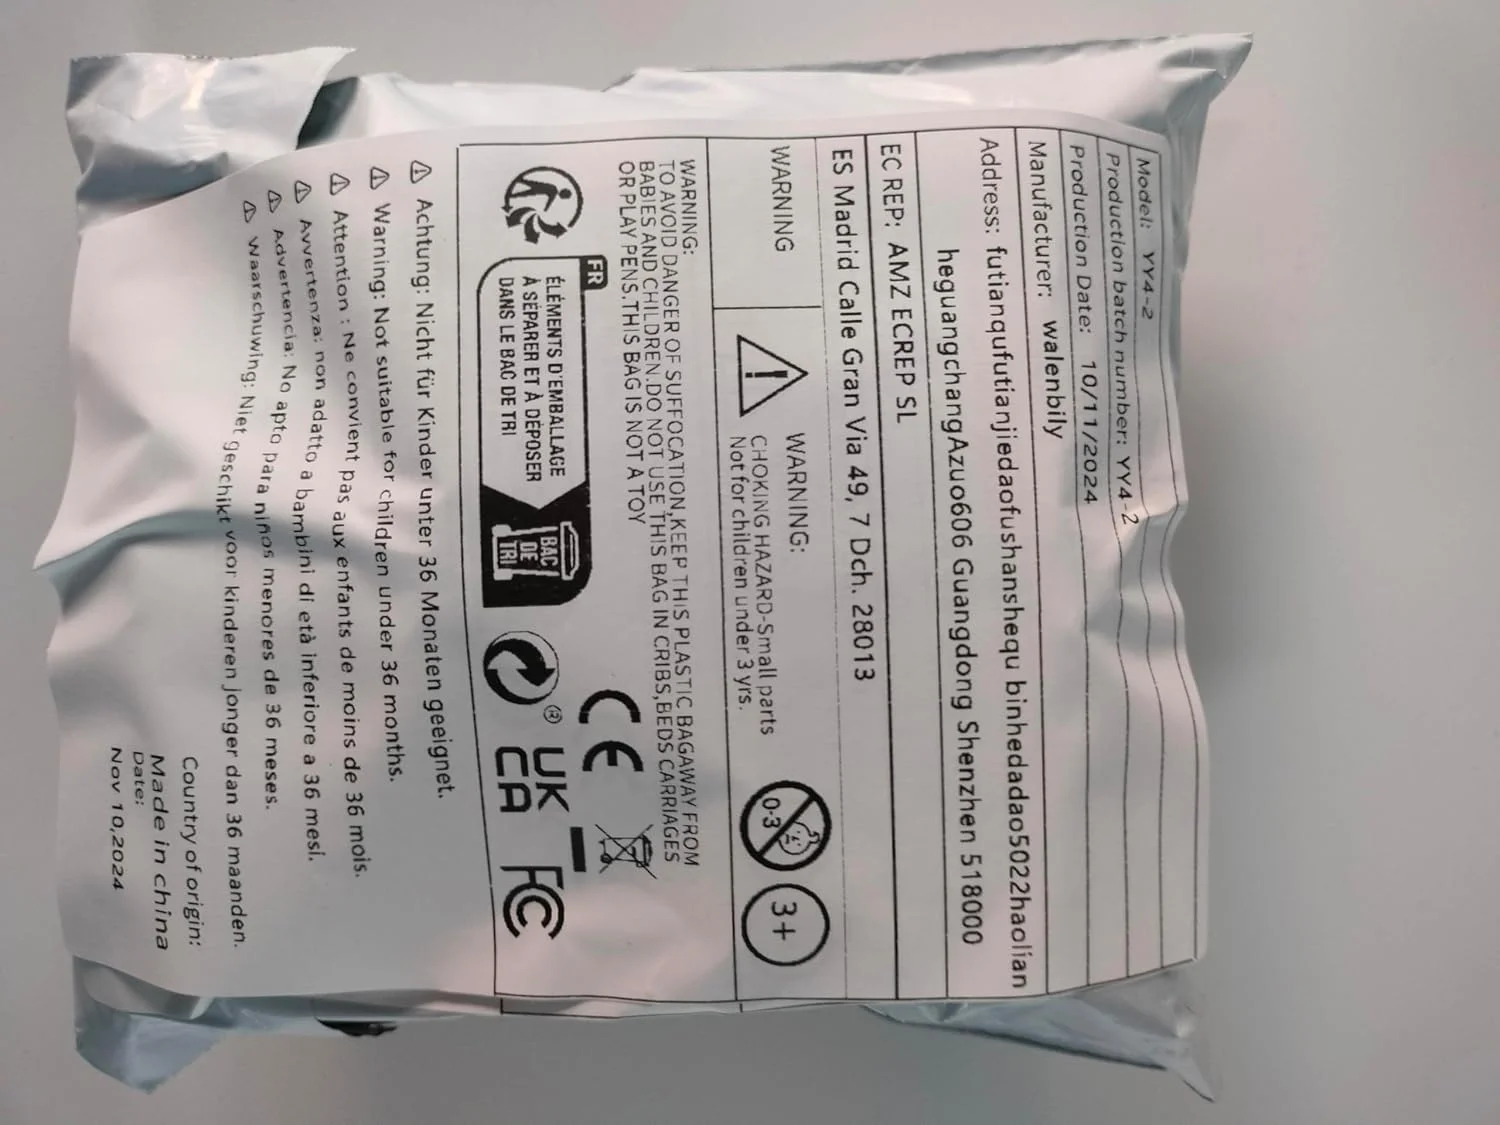 Model: YY4-2
Production batch number: YY4-2
Production Date: 10/11/2024
Manufacturer: walenbily
Address: futianqufutianjiedaofushanshequ binhedadao5022haolian
heguangchangAzuo606 Guangdong Shenzhen 518000
EC REP: AMZ ECREP SL
ES Madrid Calle Gran Via 49, 7 Dch. 28013
WARNING
WARNING:
CHOKING HAZARD-Small parts
Not for children under 3 yrs.
0-3
3+
WARNING:
TO AVOID DANGER OF SUFFOCATION,KEEP THIS PLASTIC BAGAWAY FROM
BABIES AND CHILDREN.DO NOT USE THIS BAG IN CRIBS,BEDS CARRIAGES
OR PLAY PENS.THIS BAG IS NOT A TOY
FR
ÉLÉMENTS D'EMBALLAGE
À SÉPARER ET À DÉPOSER
DANS LE BAC DE TRI
BAC
DE
TRI
®
CE
UK
CA
FC
⚠ Achtung: Nicht für Kinder unter 36 Monaten geeignet.
⚠ Warning: Not suitable for children under 36 months.
⚠ Attention : Ne convient pas aux enfants de moins de 36 mois.
⚠ Avvertenza: non adatto a bambini di età inferiore a 36 mesi.
⚠ Advertencia: No apto para niños menores de 36 meses.
⚠ Waarschuwing: Niet geschikt voor kinderen jonger dan 36 maanden.
Country of origin:
Made in china
Date:
Nov 10,2024